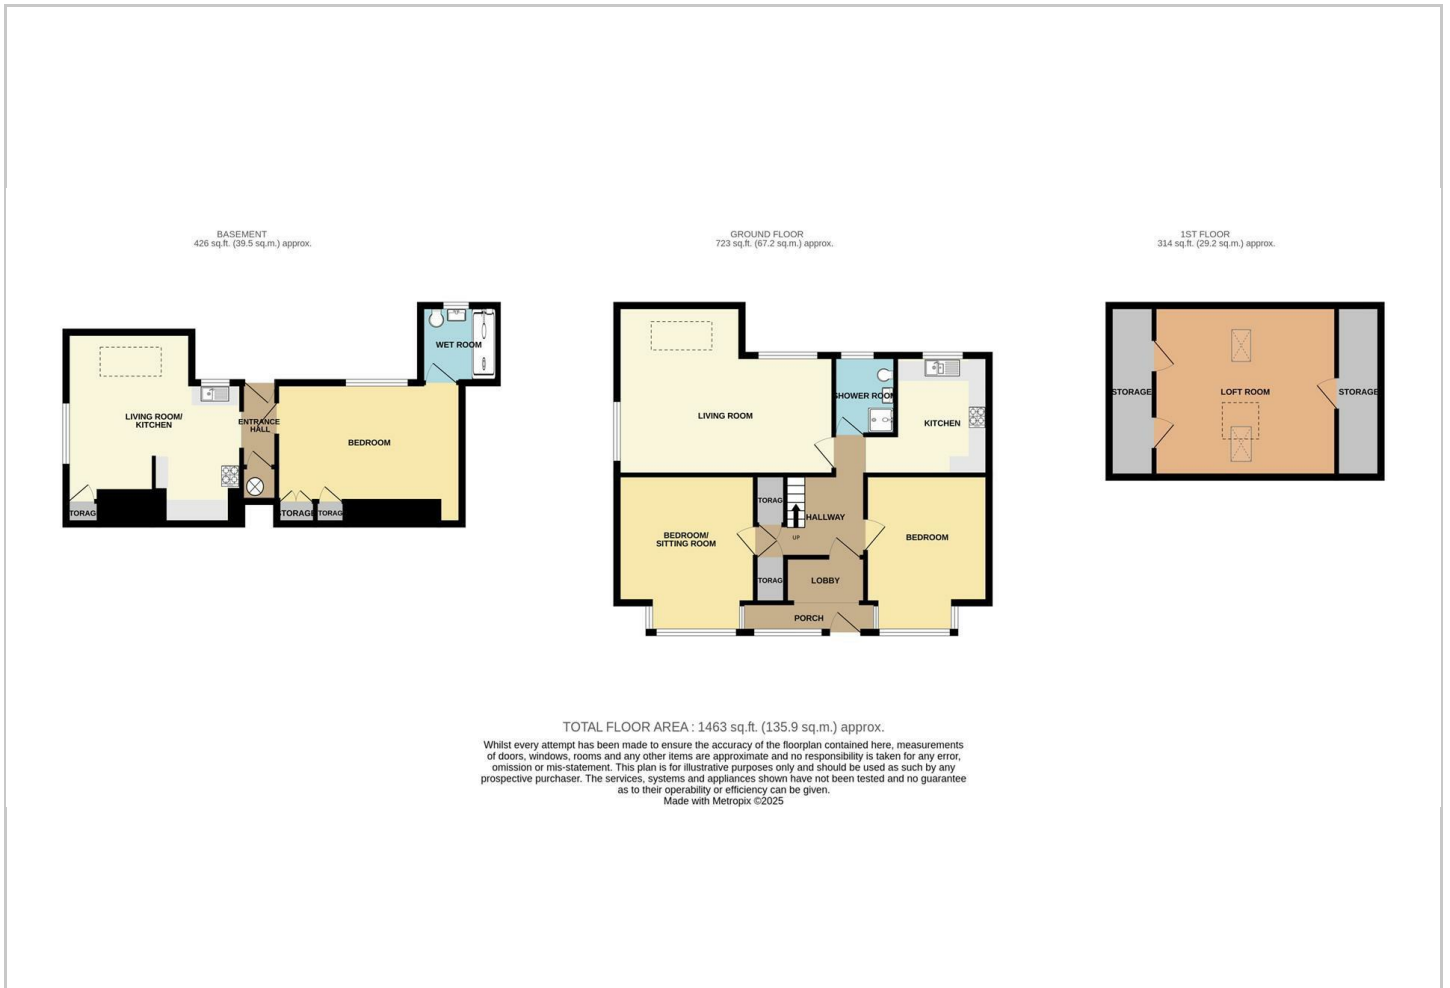 BASEMENT
426 sq.ft. (39.5 sq.m.) approx.
GROUND FLOOR
723 sq.ft. (67.2 sq.m.) approx.
1ST FLOOR
314 sq.ft. (29.2 sq.m.) approx.
WET ROOM
LIVING ROOM/
KITCHEN
ENTRANCE
HALL
BEDROOM
TORAG
STORAGE
TORAG
LIVING ROOM
SHOWER ROOM
KITCHEN
TORAG
HALLWAY
UP
BEDROOM/
SITTING ROOM
BEDROOM
TORAG
LOBBY
PORCH
STORAGE
LOFT ROOM
STORAGE
TOTAL FLOOR AREA : 1463 sq.ft. (135.9 sq.m.) approx.
Whilst every attempt has been made to ensure the accuracy of the floorplan contained here, measurements
of doors, windows, rooms and any other items are approximate and no responsibility is taken for any error,
omission or mis-statement. This plan is for illustrative purposes only and should be used as such by any
prospective purchaser. The services, systems and appliances shown have not been tested and no guarantee
as to their operability or efficiency can be given.
Made with Metropix ©2025